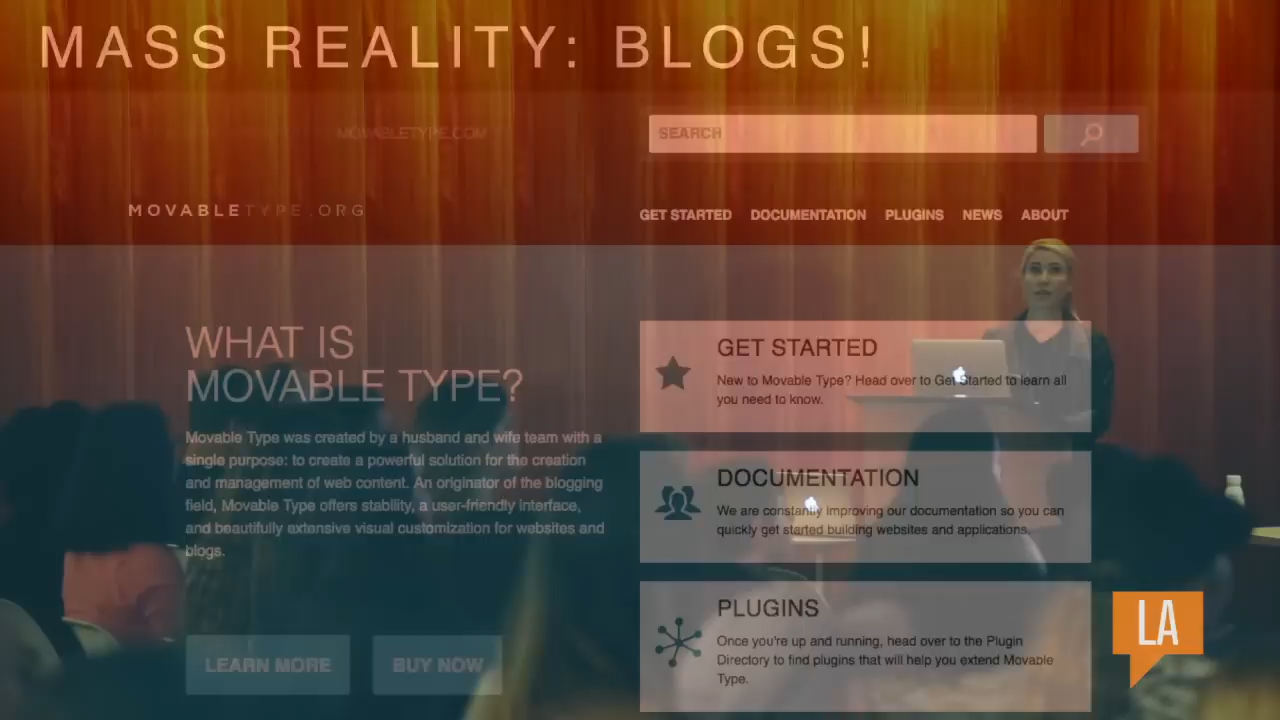 MASS REALITY: BLOGS!
MOVABLETYPE.COM
SEARCH
MOVABLETYPE.ORG
GET STARTED DOCUMENTATION PLUGINS NEWS ABOUT
WHAT IS
MOVABLE TYPE?
Movable Type was created by a husband and wife team with a
single purpose: to create a powerful solution for the creation
and management of web content. An originator of the blogging
field, Movable Type offers stability, a user-friendly interface,
and beautifully extensive visual customization for websites and
blogs.
LEARN MORE BUY NOW
GET STARTED
New to Movable Type? Head over to Get Started to learn all
you need to know.
DOCUMENTATION
We are constantly improving our documentation so you can
quickly get started building websites and applications.
PLUGINS
Once you're up and running, head over to the Plugin
Directory to find plugins that will help you extend Movable
Type.
LA